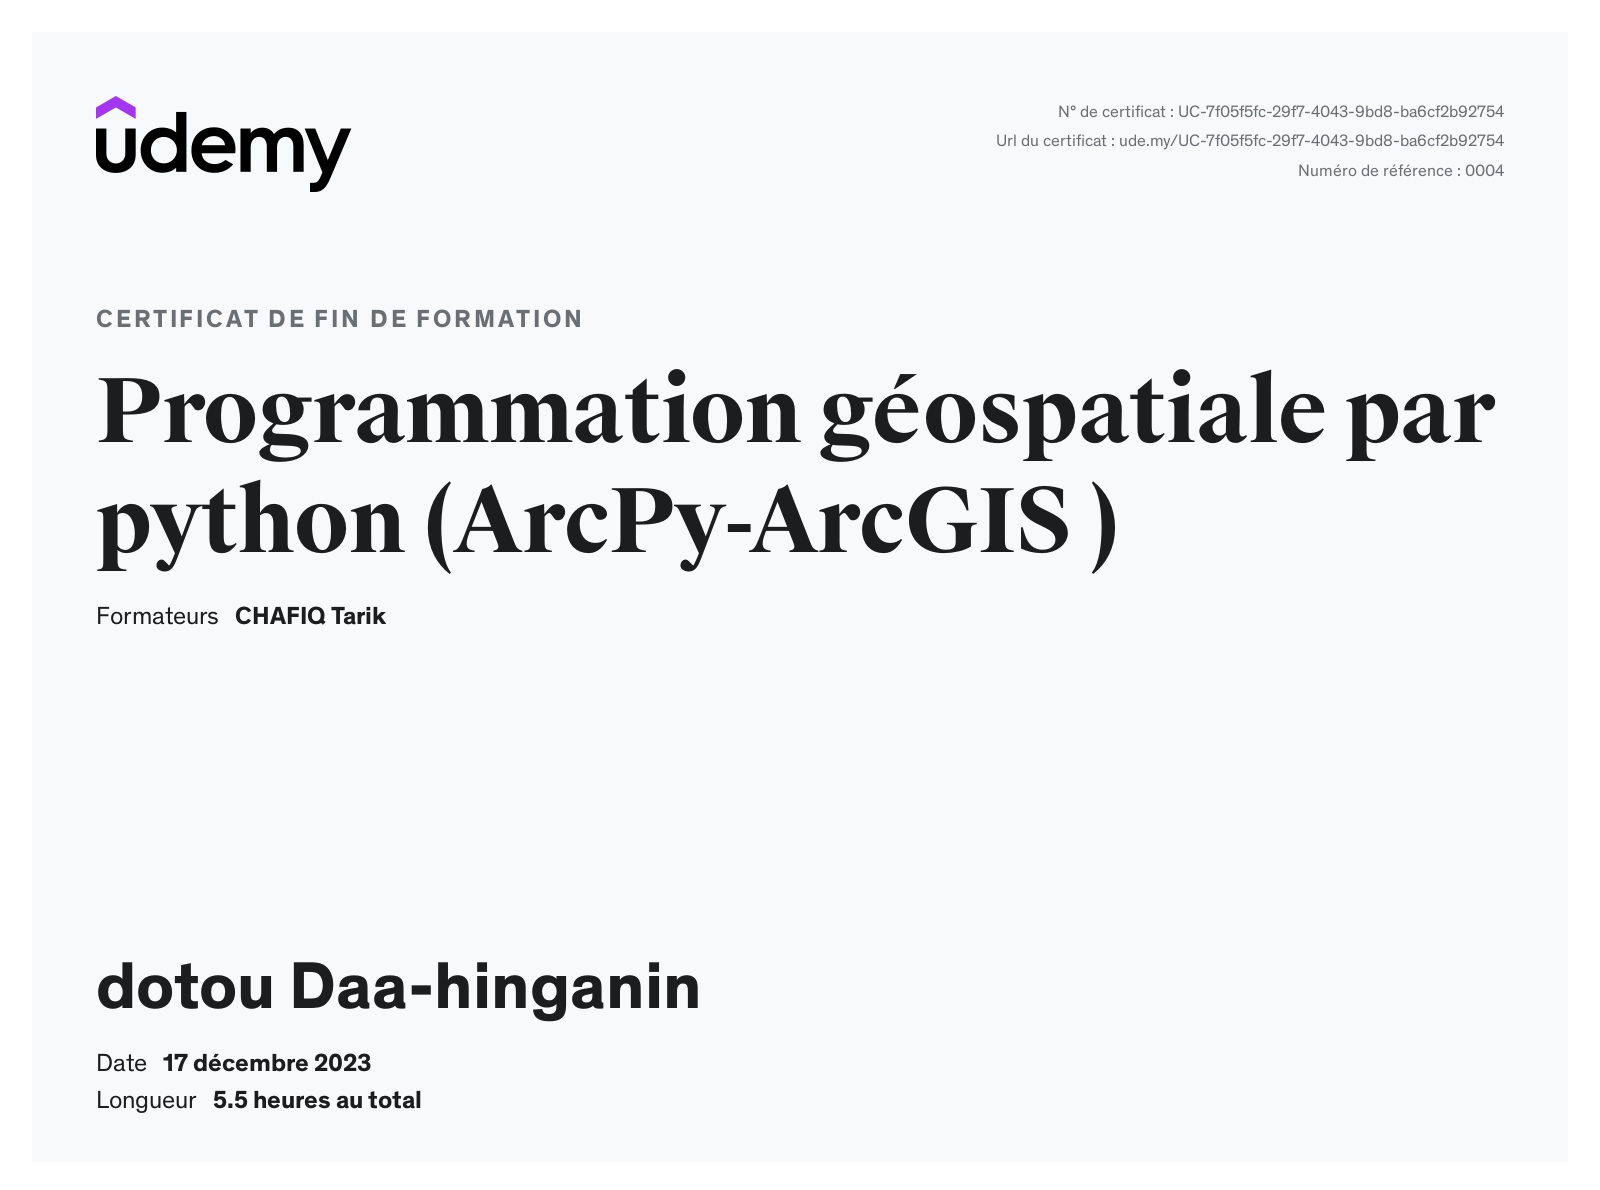 udemy
N° de certificat : UC-7f05f5fc-29f7-4043-9bd8-ba6cf2b92754
Url du certificat : ude.my/UC-7f05f5fc-29f7-4043-9bd8-ba6cf2b92754
Numéro de référence : 0004
CERTIFICAT DE FIN DE FORMATION
Programmation géospatiale par
python (ArcPy-ArcGIS )
Formateurs CHAFIQ Tarik
dotou Daa-hinganin
Date 17 décembre 2023
Longueur 5.5 heures au total